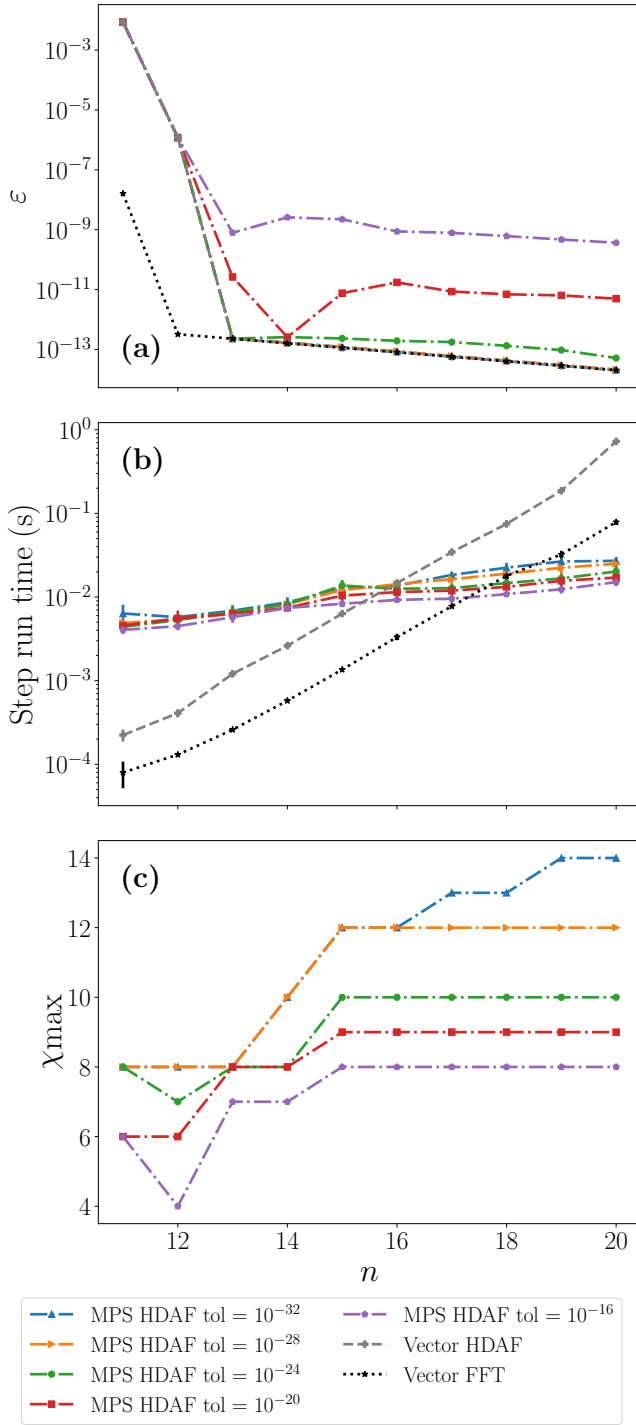 10⁻³
10⁻⁵
10⁻⁷
10⁻⁹
10⁻¹¹
10⁻¹³
ε
(a)
10⁰
10⁻¹
10⁻²
10⁻³
10⁻⁴
Step run time (s)
(b)
14
12
10
8
6
4
χmax
(c)
12 14 16 18 20
n
MPS HDAF tol = 10⁻³²
MPS HDAF tol = 10⁻²⁸
MPS HDAF tol = 10⁻²⁴
MPS HDAF tol = 10⁻²⁰
MPS HDAF tol = 10⁻¹⁶
Vector HDAF
Vector FFT